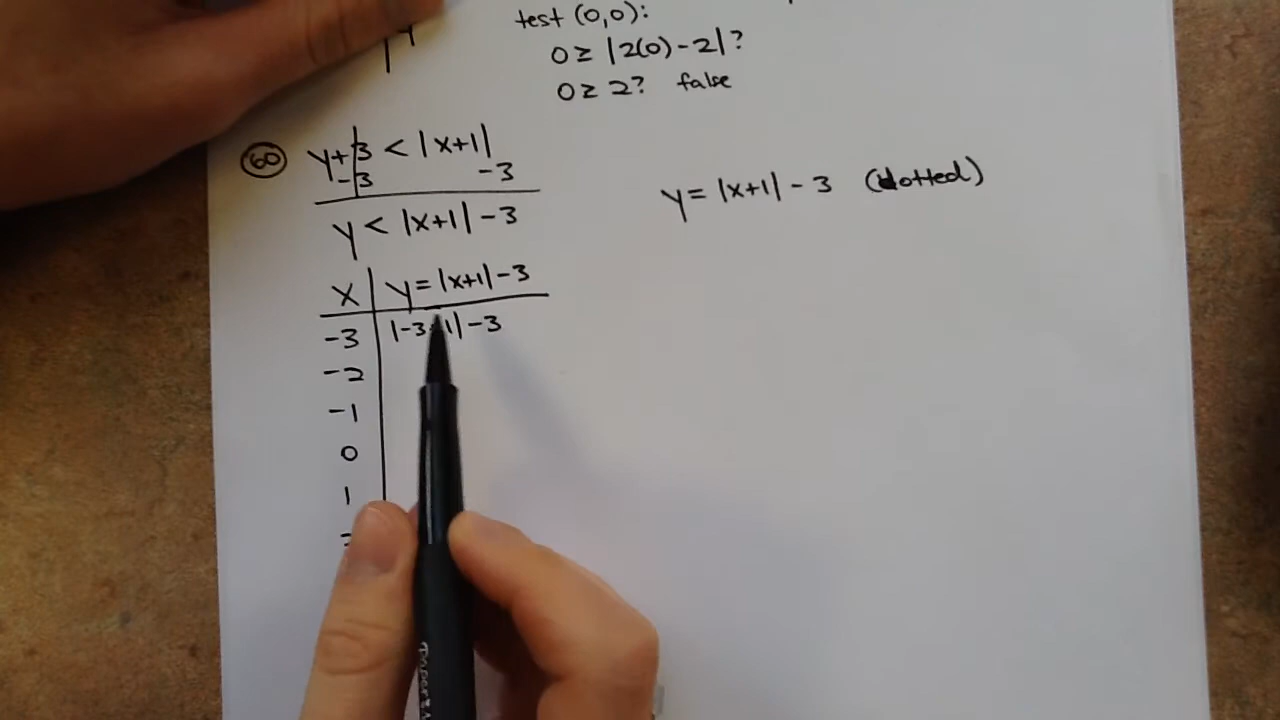 test (0,0):
0 ≥ |2(0) - 2| ?
0 ≥ 2? false
60 y + 3 < |x+1|
-3 -3
y < |x+1| - 3
y = |x+1| - 3 (dotted)
x y = |x+1| - 3
-3 |-3+1| - 3
-2
-1
0
1